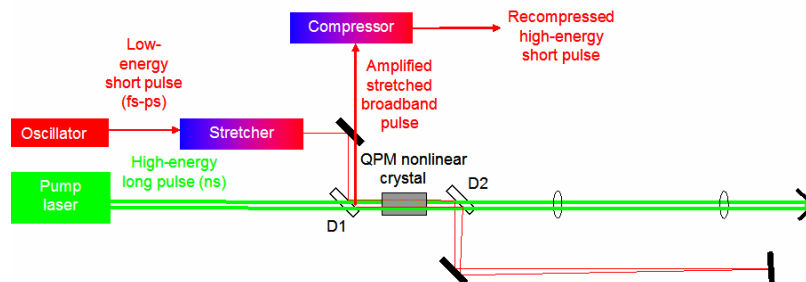 Compressor
Recompressed
high-energy
short pulse
Low-
energy
short pulse
(fs-ps)
Amplified
stretched
broadband
pulse
Oscillator
Stretcher
High-energy
long pulse (ns)
QPM nonlinear
crystal
Pump
laser
D1
D2